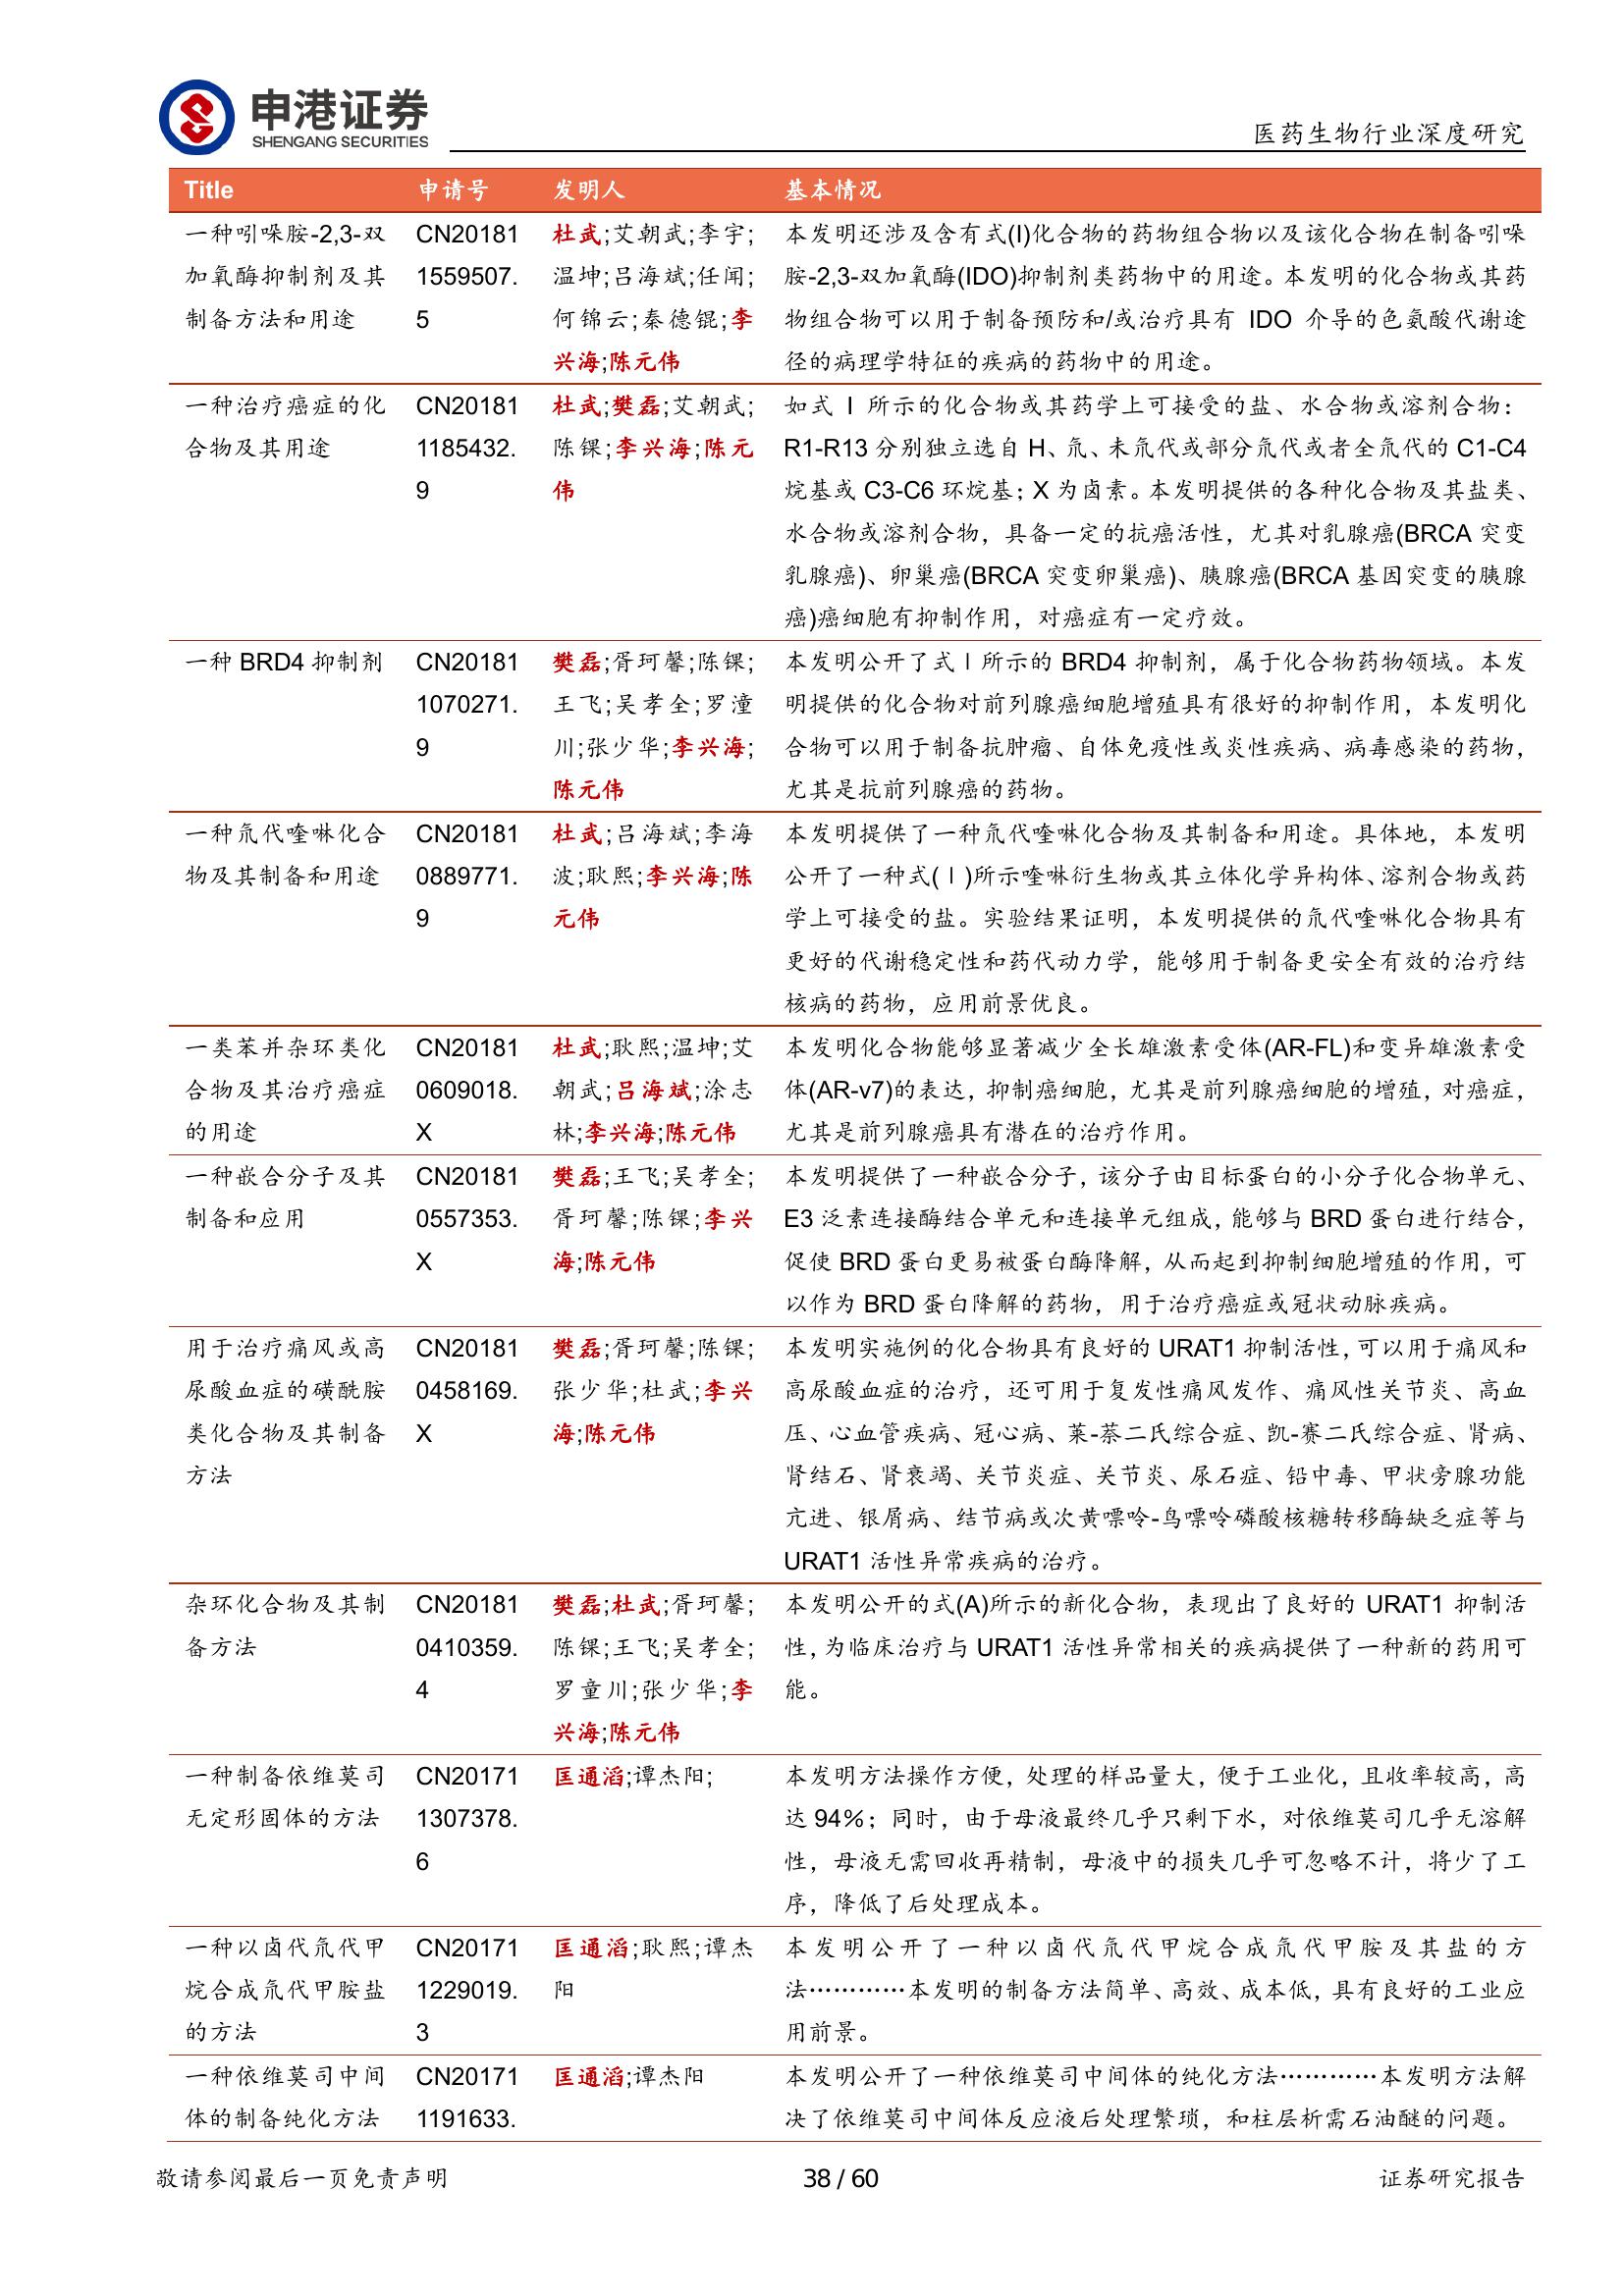 申港证券
SHENGANG SECURITIES
医药生物行业深度研究
Title 申请号 发明人 基本情况
一种吲哚胺-2,3-双 CN20181 杜武;艾朝武;李宇; 本发明还涉及含有式(I)化合物的药物组合物以及该化合物在制备吲哚
加氧酶抑制剂及其 1559507. 温坤;吕海斌;任闻; 胺-2,3-双加氧酶(IDO)抑制剂类药物中的用途。本发明的化合物或其药
制备方法和用途 5 何锦云;秦德锟;李 物组合物可以用于制备预防和/或治疗具有 IDO 介导的色氨酸代谢途
兴海;陈元伟 径的病理学特征的疾病的药物中的用途。
一种治疗癌症的化 CN20181 杜武;樊磊;艾朝武; 如式 I 所示的化合物或其药学上可接受的盐、水合物或溶剂合物：
合物及其用途 1185432. 陈锞;李兴海;陈元 R1-R13 分别独立选自 H、氘、未氘代或部分氘代或者全氘代的 C1-C4
9 伟 烷基或 C3-C6 环烷基；X 为卤素。本发明提供的各种化合物及其盐类、
水合物或溶剂合物，具备一定的抗癌活性，尤其对乳腺癌(BRCA 突变
乳腺癌)、卵巢癌(BRCA 突变卵巢癌)、胰腺癌(BRCA 基因突变的胰腺
癌)癌细胞有抑制作用，对癌症有一定疗效。
一种 BRD4 抑制剂 CN20181 樊磊;胥珂馨;陈锞; 本发明公开了式 I 所示的 BRD4 抑制剂，属于化合物药物领域。本发
1070271. 王飞;吴孝全;罗潼 明提供的化合物对前列腺癌细胞增殖具有很好的抑制作用，本发明化
9 川;张少华;李兴海; 合物可以用于制备抗肿瘤、自体免疫性或炎性疾病、病毒感染的药物，
陈元伟 尤其是抗前列腺癌的药物。
一种氘代喹啉化合 CN20181 杜武;吕海斌;李海 本发明提供了一种氘代喹啉化合物及其制备和用途。具体地，本发明
物及其制备和用途 0889771. 波;耿熙;李兴海;陈 公开了一种式(I)所示喹啉衍生物或其立体化学异构体、溶剂合物或药
9 元伟 学上可接受的盐。实验结果证明，本发明提供的氘代喹啉化合物具有
更好的代谢稳定性和药代动力学，能够用于制备更安全有效的治疗结
核病的药物，应用前景优良。
一类苯并杂环类化 CN20181 杜武;耿熙;温坤;艾 本发明化合物能够显著减少全长雄激素受体(AR-FL)和变异雄激素受
合物及其治疗癌症 0609018. 朝武;吕海斌;涂志 体(AR-v7)的表达，抑制癌细胞，尤其是前列腺癌细胞的增殖，对癌症，
的用途 X 林;李兴海;陈元伟 尤其是前列腺癌具有潜在的治疗作用。
一种嵌合分子及其 CN20181 樊磊;王飞;吴孝全; 本发明提供了一种嵌合分子，该分子由目标蛋白的小分子化合物单元、
制备和应用 0557353. 胥珂馨;陈锞;李兴 E3 泛素连接酶结合单元和连接单元组成，能够与 BRD 蛋白进行结合，
X 海;陈元伟 促使 BRD 蛋白更易被蛋白酶降解，从而起到抑制细胞增殖的作用，可
以作为 BRD 蛋白降解的药物，用于治疗癌症或冠状动脉疾病。
用于治疗痛风或高 CN20181 樊磊;胥珂馨;陈锞; 本发明实施例的化合物具有良好的 URAT1 抑制活性，可以用于痛风和
尿酸血症的磺酰胺 0458169. 张少华;杜武;李兴 高尿酸血症的治疗，还可用于复发性痛风发作、痛风性关节炎、高血
类化合物及其制备 X 海;陈元伟 压、心血管疾病、冠心病、莱-萘二氏综合症、凯-赛二氏综合症、肾病、
方法 肾结石、肾衰竭、关节炎症、关节炎、尿石症、铅中毒、甲状旁腺功能
亢进、银屑病、结节病或次黄嘌呤-鸟嘌呤磷酸核糖转移酶缺乏症等与
URAT1 活性异常疾病的治疗。
杂环化合物及其制 CN20181 樊磊;杜武;胥珂馨; 本发明公开的式(A)所示的新化合物，表现出了良好的 URAT1 抑制活
备方法 0410359. 陈锞;王飞;吴孝全; 性，为临床治疗与 URAT1 活性异常相关的疾病提供了一种新的药用可
4 罗童川;张少华;李 能。
兴海;陈元伟
一种制备依维莫司 CN20171 匡通滔;谭杰阳; 本发明方法操作方便，处理的样品量大，便于工业化，且收率较高，高
无定形固体的方法 1307378. 达 94%；同时，由于母液最终几乎只剩下水，对依维莫司几乎无溶解
6 性，母液无需回收再精制，母液中的损失几乎可忽略不计，将少了工
序，降低了后处理成本。
一种以卤代氘代甲 CN20171 匡通滔;耿熙;谭杰 本发明公开了一种以卤代氘代甲烷合成氘代甲胺及其盐的方
烷合成氘代甲胺盐 1229019. 阳 法…………本发明的制备方法简单、高效、成本低，具有良好的工业应
的方法 3 用前景。
一种依维莫司中间 CN20171 匡通滔;谭杰阳 本发明公开了一种依维莫司中间体的纯化方法…………本发明方法解
体的制备纯化方法 1191633. 决了依维莫司中间体反应液后处理繁琐，和柱层析需石油醚的问题。
敬请参阅最后一页免责声明 38 / 60 证券研究报告